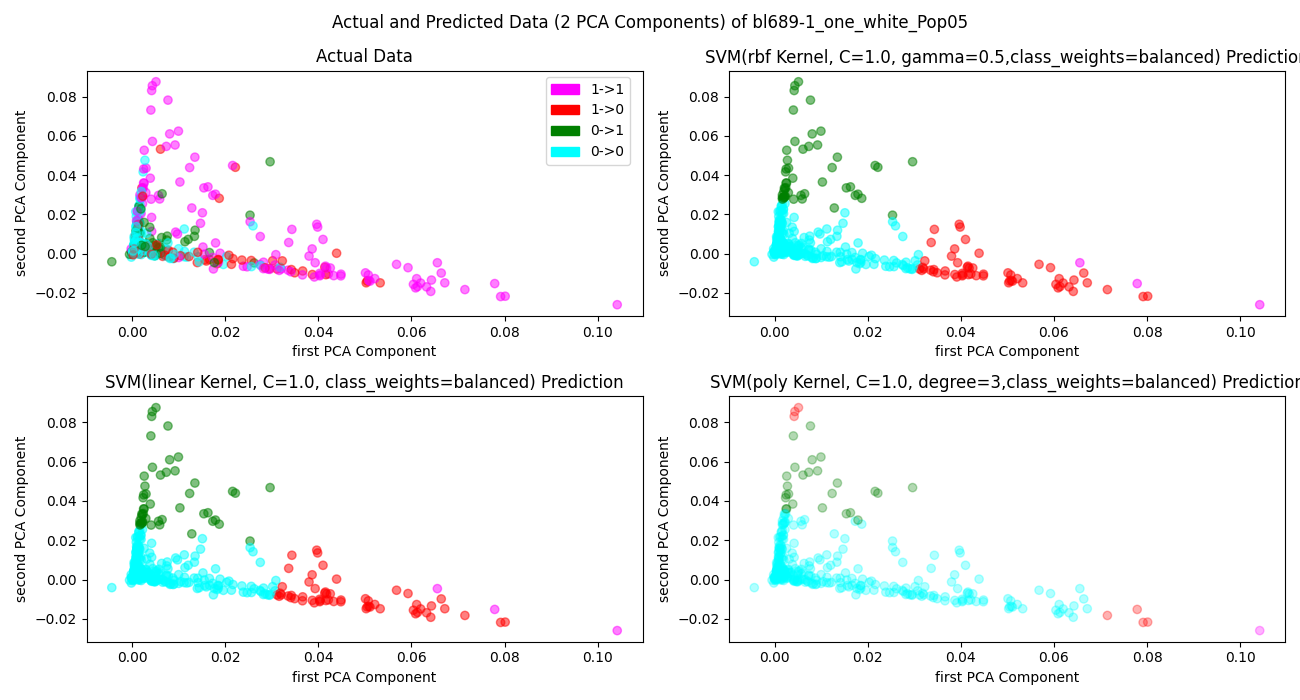 Actual and Predicted Data (2 PCA Components) of bl689-1_one_white_Pop05
Actual Data
second PCA Component
0.08
0.06
0.04
0.02
0.00
−0.02
1->1
1->0
0->1
0->0
0.00 0.02 0.04 0.06 0.08 0.10
first PCA Component
SVM(rbf Kernel, C=1.0, gamma=0.5,class_weights=balanced) Prediction
second PCA Component
0.08
0.06
0.04
0.02
0.00
−0.02
0.00 0.02 0.04 0.06 0.08 0.10
first PCA Component
SVM(linear Kernel, C=1.0, class_weights=balanced) Prediction
second PCA Component
0.08
0.06
0.04
0.02
0.00
−0.02
0.00 0.02 0.04 0.06 0.08 0.10
first PCA Component
SVM(poly Kernel, C=1.0, degree=3,class_weights=balanced) Prediction
second PCA Component
0.08
0.06
0.04
0.02
0.00
−0.02
0.00 0.02 0.04 0.06 0.08 0.10
first PCA Component